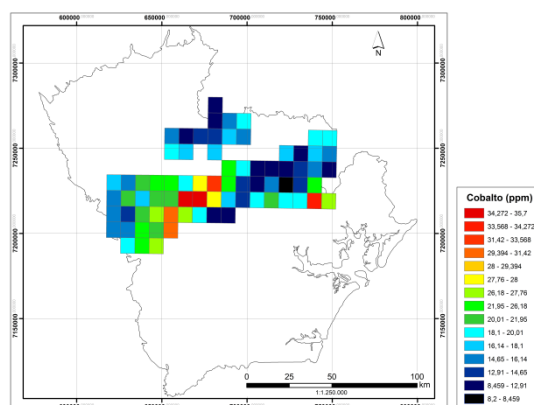 600000 650000 700000 750000 800000
7300000
7250000
7200000
7150000
N
Cobalto (ppm)
34,272 - 35,7
33,568 - 34,272
31,42 - 33,568
29,394 - 31,42
28 - 29,394
27,76 - 28
26,18 - 27,76
21,95 - 26,18
20,01 - 21,95
18,1 - 20,01
16,14 - 18,1
14,65 - 16,14
12,91 - 14,65
8,459 - 12,91
8,2 - 8,459
0 25 50 100
km
1:1.250.000